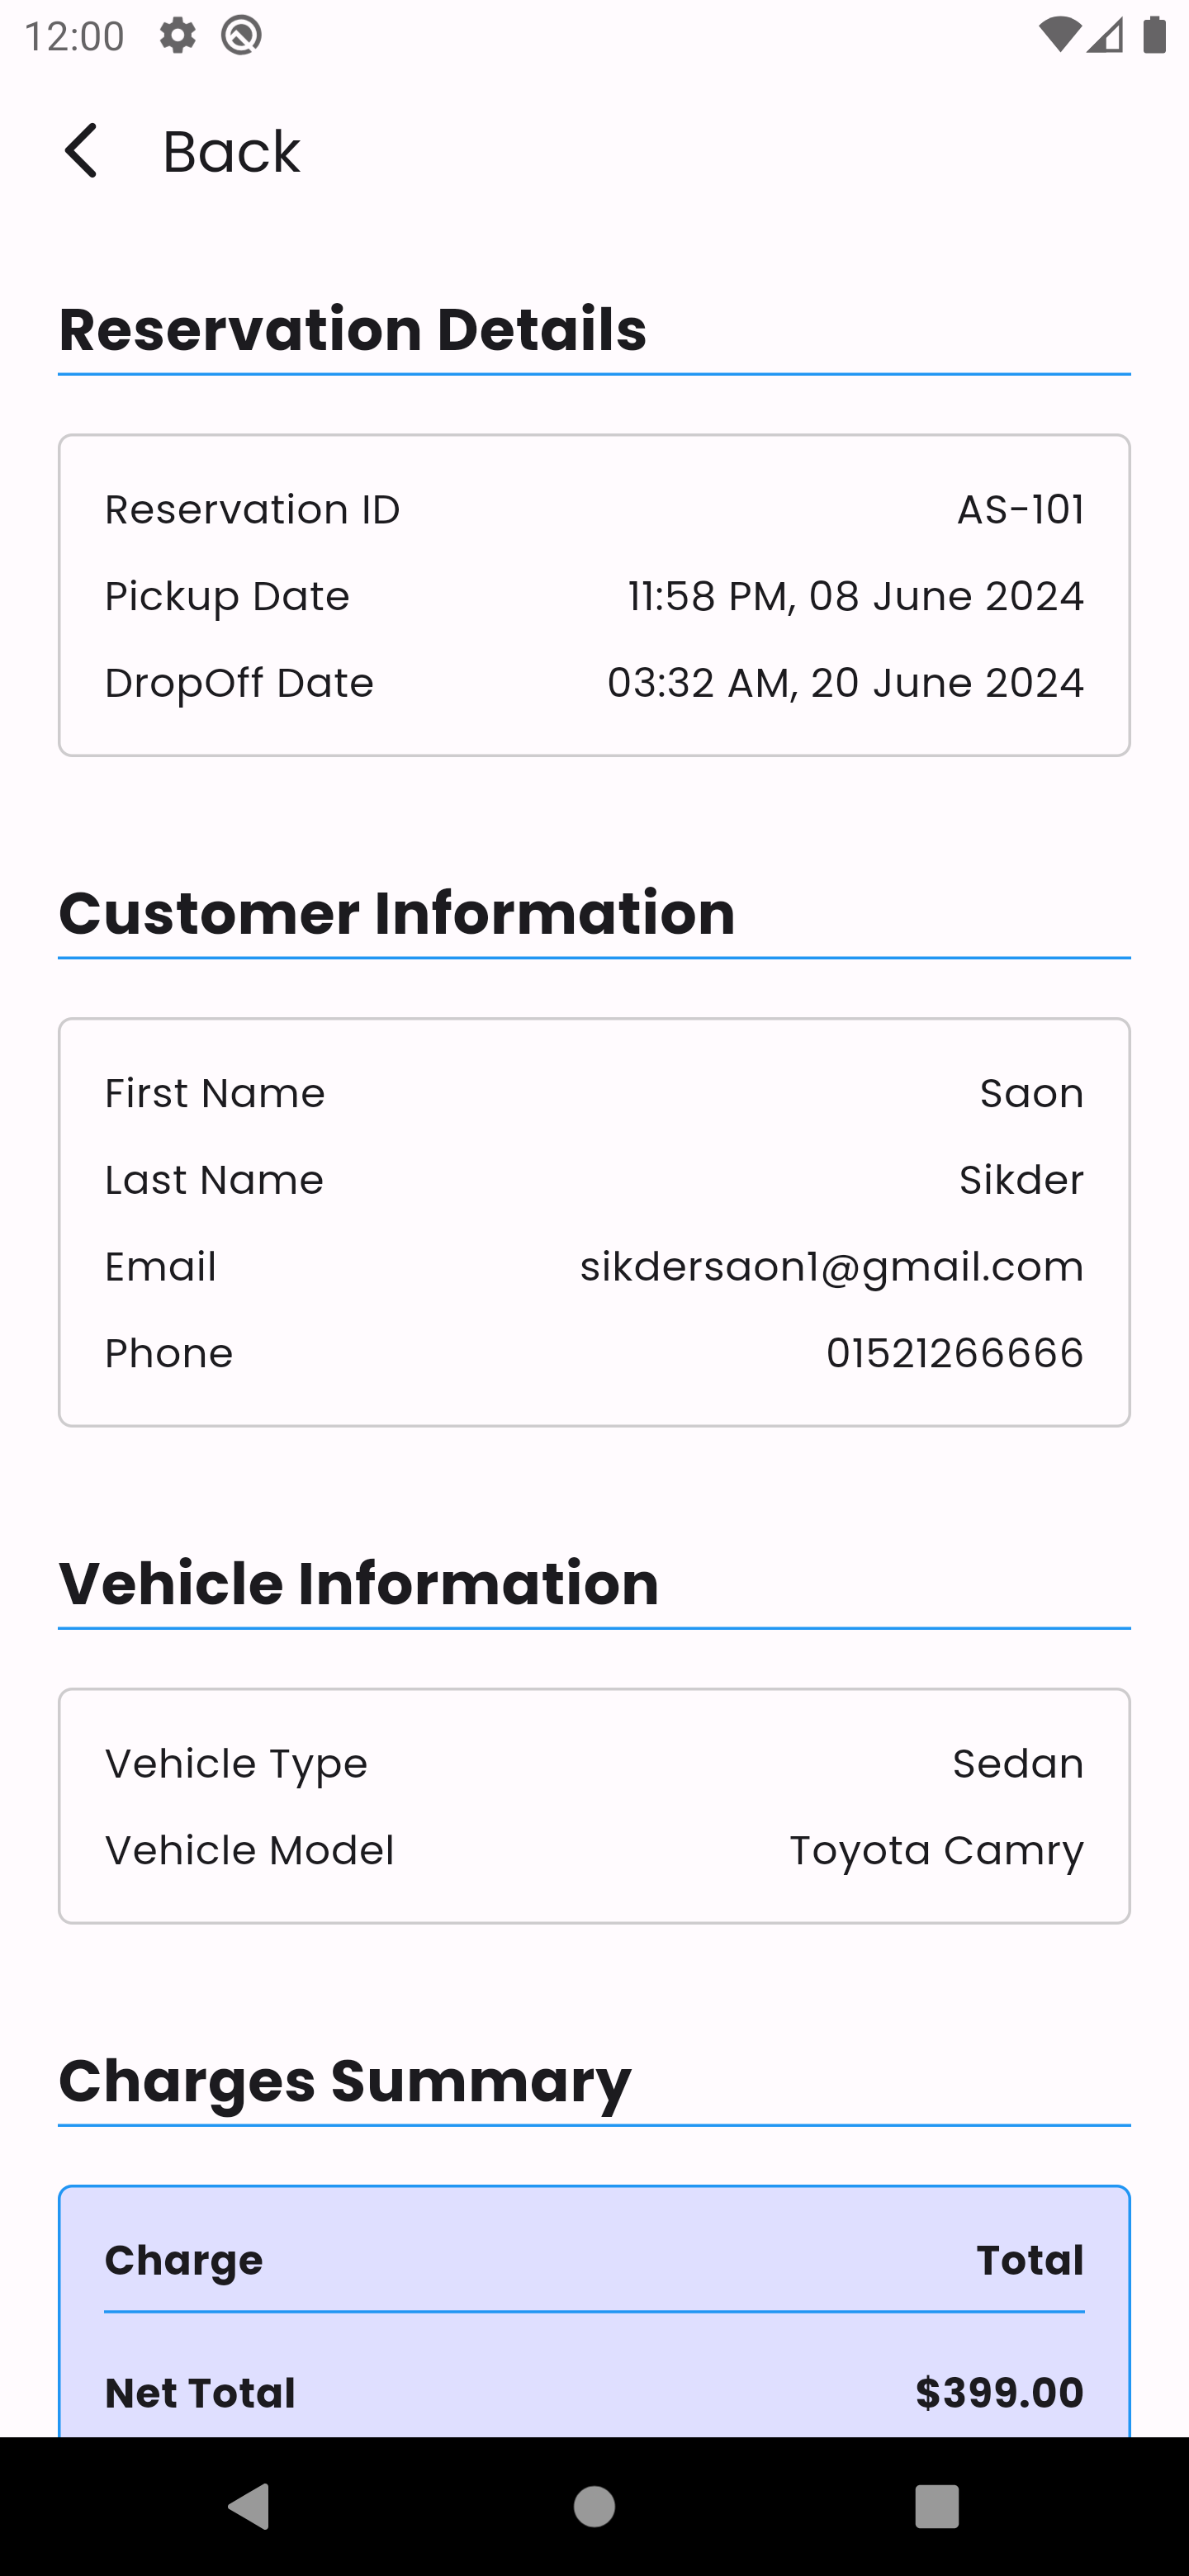 12:00
Back
Reservation Details
Reservation ID AS-101
Pickup Date 11:58 PM, 08 June 2024
DropOff Date 03:32 AM, 20 June 2024
Customer Information
First Name Saon
Last Name Sikder
Email sikdersaon1@gmail.com
Phone 01521266666
Vehicle Information
Vehicle Type Sedan
Vehicle Model Toyota Camry
Charges Summary
Charge Total
Net Total $399.00